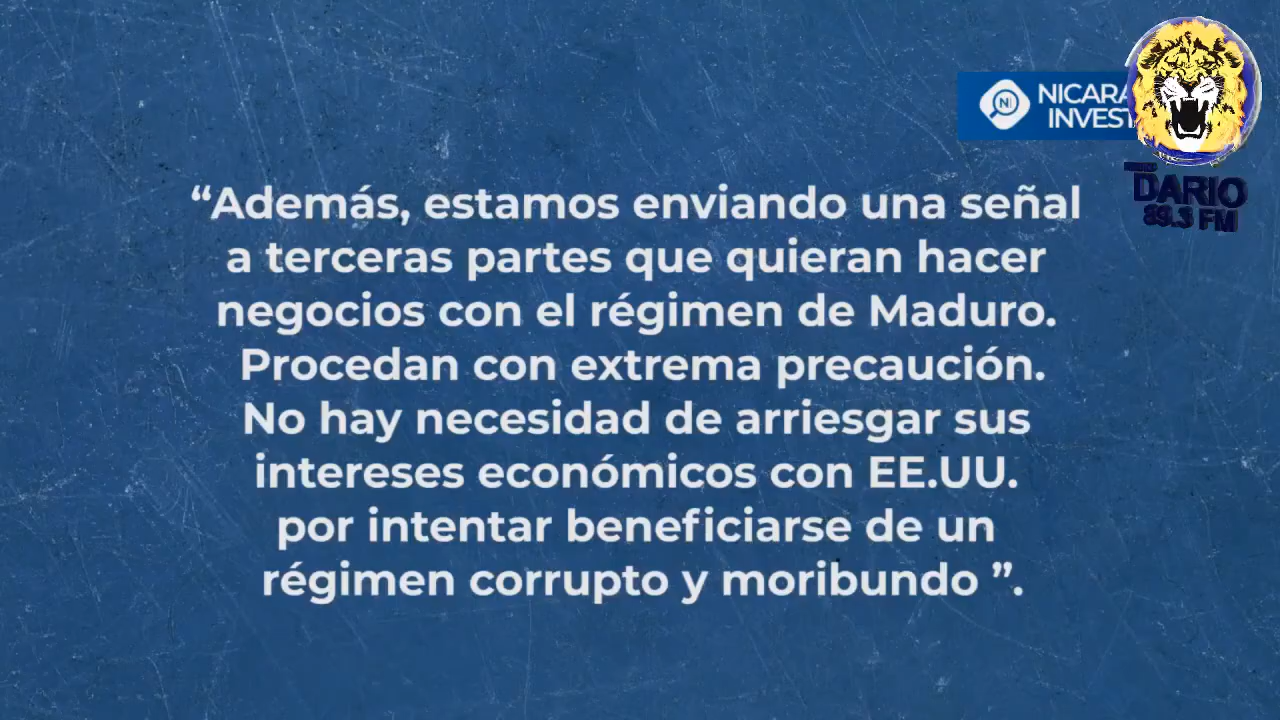 NICARA
INVEST
DARIO
89.3 FM
“Además, estamos enviando una señal
a terceras partes que quieran hacer
negocios con el régimen de Maduro.
Procedan con extrema precaución.
No hay necesidad de arriesgar sus
intereses económicos con EE.UU.
por intentar beneficiarse de un
régimen corrupto y moribundo ”.